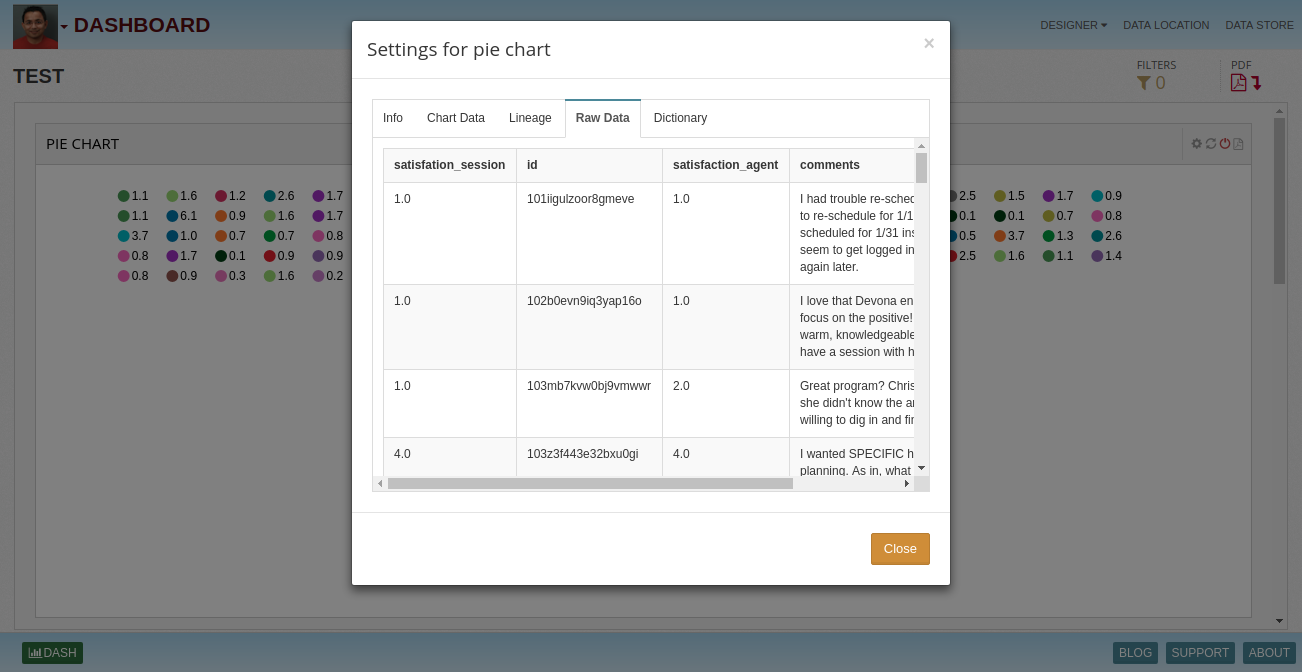 DASHBOARD
DESIGNER DATA LOCATION DATA STORE
TEST
FILTERS
0
PDF
PIE CHART
1.1 1.6 1.2 2.6 1.7
1.1 6.1 0.9 1.6 1.7
3.7 1.0 0.7 0.7 0.8
0.8 1.7 0.1 0.9 0.9
0.8 0.9 0.3 1.6 0.2
2.5 1.5 1.7 0.9
0.1 0.1 0.7 0.8
0.5 3.7 1.3 2.6
2.5 1.6 1.1 1.4
Settings for pie chart
×
Info Chart Data Lineage Raw Data Dictionary
satisfation_session id satisfaction_agent comments
1.0 101iigulzoor8gmeve 1.0 I had trouble re-sched
to re-schedule for 1/1
scheduled for 1/31 ins
seem to get logged in
again later.
1.0 102b0evn9iq3yap16o 1.0 I love that Devona en
focus on the positive!
warm, knowledgeable
have a session with h
1.0 103mb7kvw0bj9vmwwr 2.0 Great program? Chris
she didn't know the a
willing to dig in and fi
4.0 103z3f443e32bxu0gi 4.0 I wanted SPECIFIC h
planning. As in, what
Close
DASH
BLOG SUPPORT ABOUT